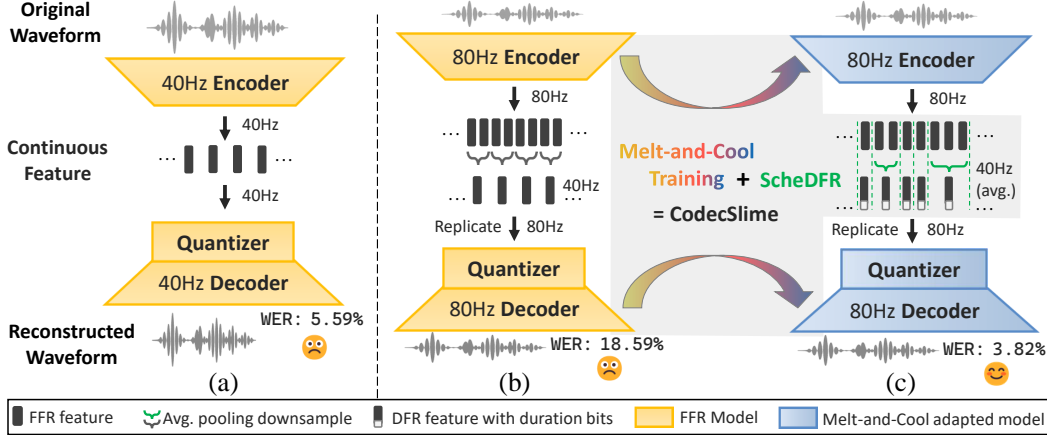 Original
Waveform
40Hz Encoder
40Hz
Continuous
Feature
... ...
40Hz
Quantizer
40Hz Decoder
Reconstructed
Waveform
WER: 5.59%
(a)
80Hz Encoder
80Hz
... ...
40Hz
... ...
Replicate 80Hz
Quantizer
80Hz Decoder
WER: 18.59%
(b)
Melt-and-Cool
Training + ScheDFR
= CodecSlime
80Hz Encoder
80Hz
... ...
40Hz
(avg.)
... ...
Replicate 80Hz
Quantizer
80Hz Decoder
WER: 3.82%
(c)
FFR feature
Avg. pooling downsample
DFR feature with duration bits
FFR Model
Melt-and-Cool adapted model